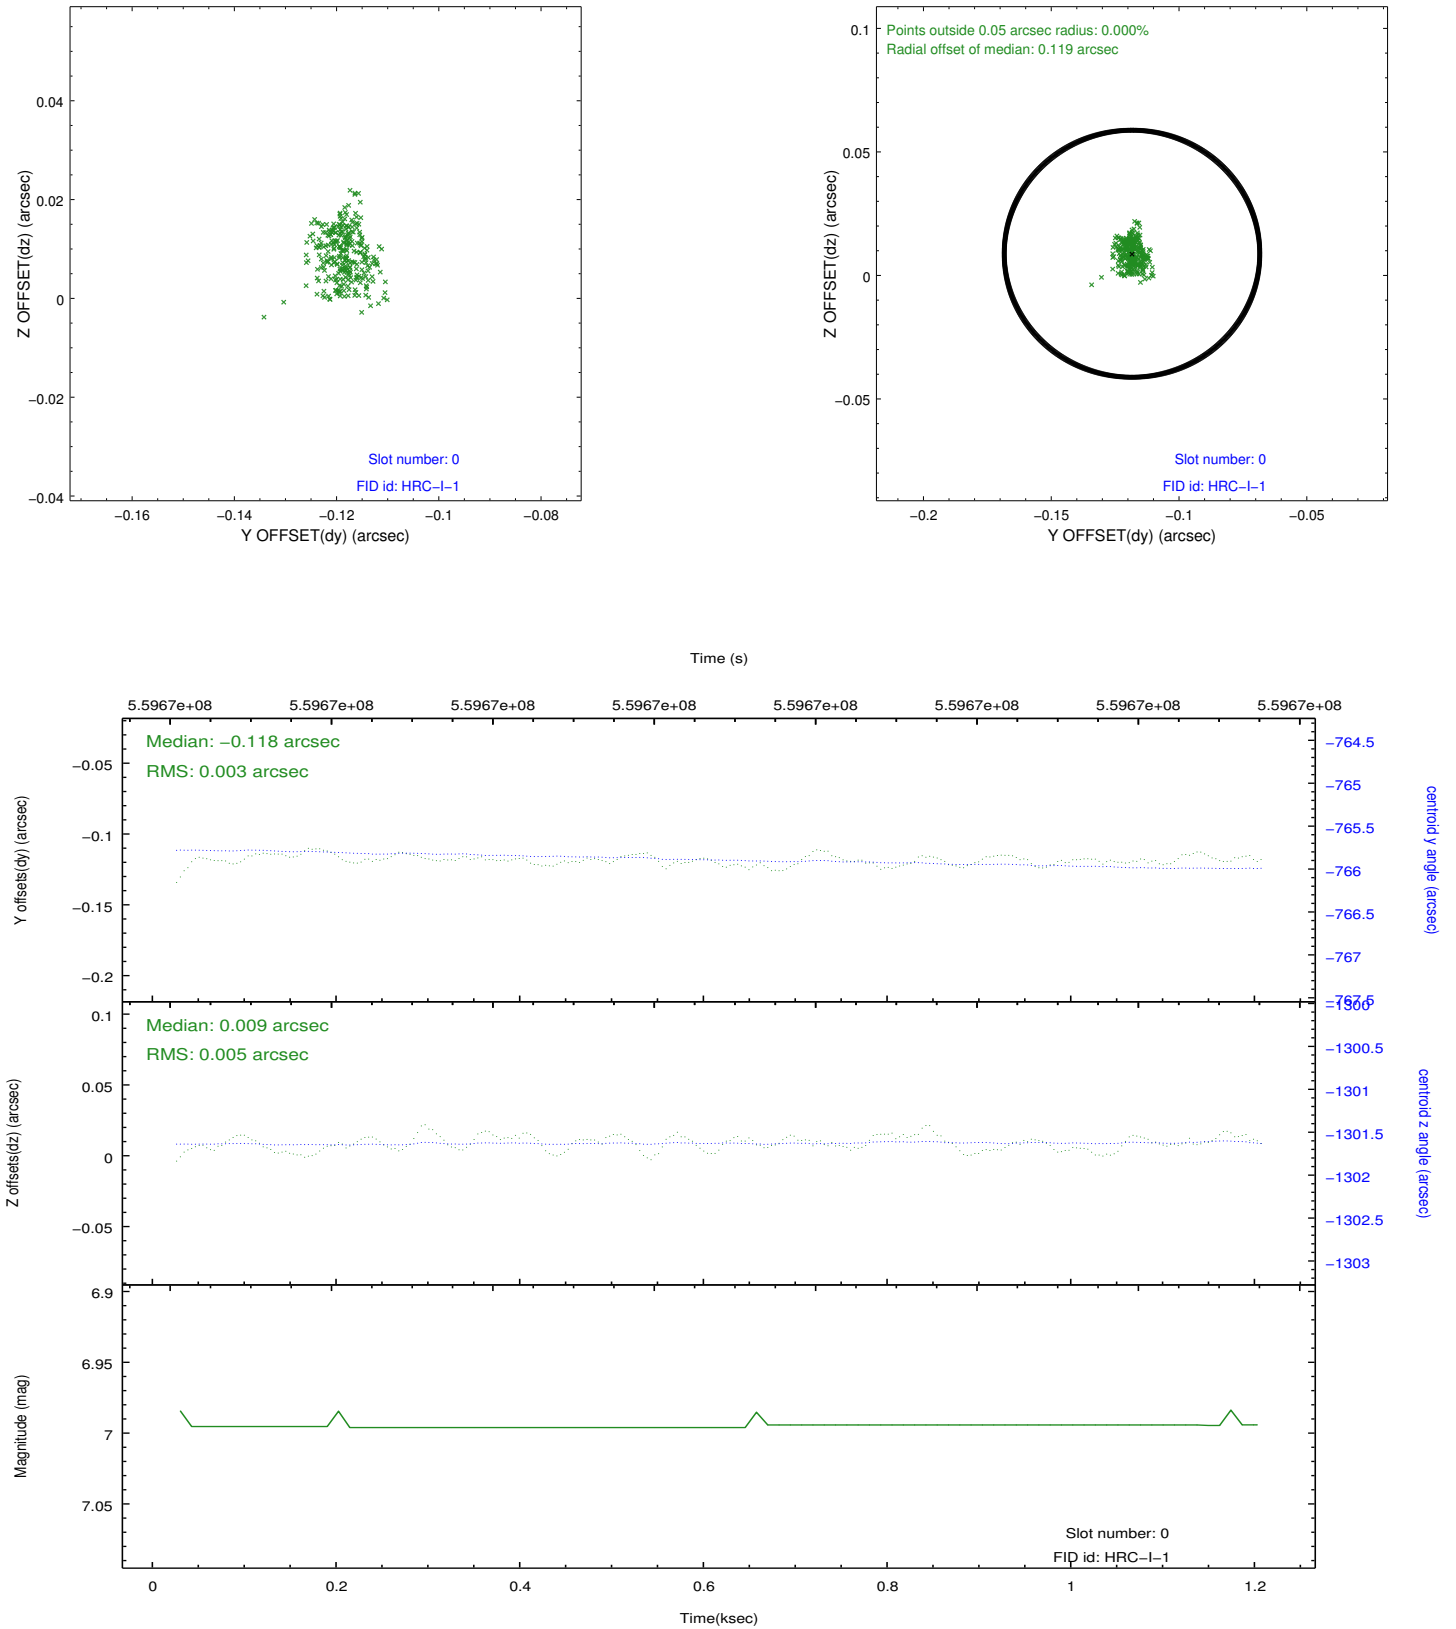 0.04
0.02
0
−0.02
−0.04
Z OFFSET(dz) (arcsec)
Slot number: 0
FID id: HRC−I−1
−0.16
−0.14
−0.12
−0.1
−0.08
Y OFFSET(dy) (arcsec)
Points outside 0.05 arcsec radius: 0.000%
Radial offset of median: 0.119 arcsec
0.1
0.05
0
−0.05
Z OFFSET(dz) (arcsec)
Slot number: 0
FID id: HRC−I−1
−0.2
−0.15
−0.1
−0.05
Y OFFSET(dy) (arcsec)
Time (s)
5.5967e+08
5.5967e+08
5.5967e+08
5.5967e+08
5.5967e+08
5.5967e+08
5.5967e+08
5.5967e+08
Median: −0.118 arcsec
RMS: 0.003 arcsec
−0.05
−0.1
−0.15
−0.2
Y offsets(dy) (arcsec)
−764.5
−765
−765.5
−766
−766.5
−767
−767.5
centroid y angle (arcsec)
Median: 0.009 arcsec
RMS: 0.005 arcsec
0.1
0.05
0
−0.05
Z offsets(dz) (arcsec)
−1300
−1300.5
−1301
−1301.5
−1302
−1302.5
−1303
centroid z angle (arcsec)
6.9
6.95
7
7.05
Magnitude (mag)
Slot number: 0
FID id: HRC−I−1
0
0.2
0.4
0.6
0.8
1
1.2
Time(ksec)